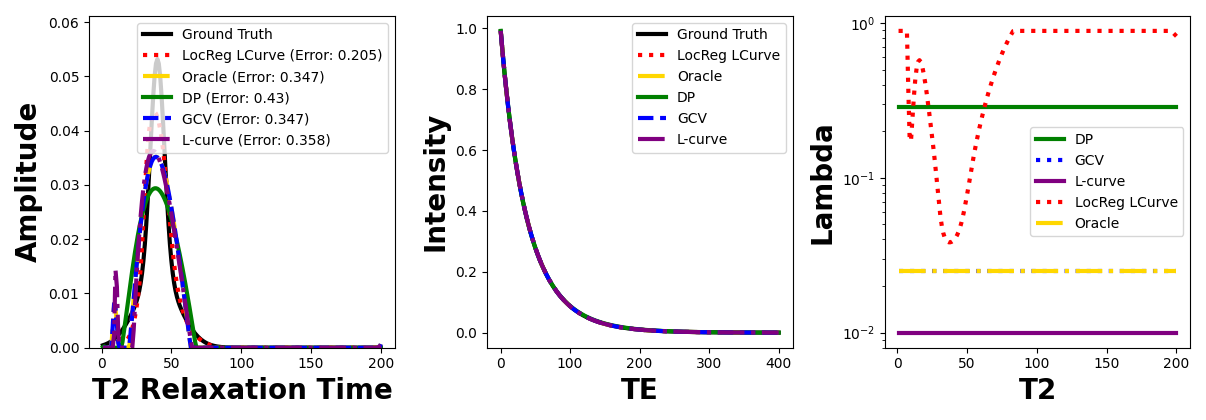 0.06
0.05
0.04
0.03
0.02
0.01
0.00
Amplitude
0
50
100
150
200
T2 Relaxation Time
Ground Truth
LocReg LCurve (Error: 0.205)
Oracle (Error: 0.347)
DP (Error: 0.43)
GCV (Error: 0.347)
L-curve (Error: 0.358)
1.0
0.8
0.6
0.4
0.2
0.0
Intensity
0
100
200
300
400
TE
Ground Truth
LocReg LCurve
Oracle
DP
GCV
L-curve
10⁰
10⁻¹
10⁻²
Lambda
0
50
100
150
200
T2
DP
GCV
L-curve
LocReg LCurve
Oracle